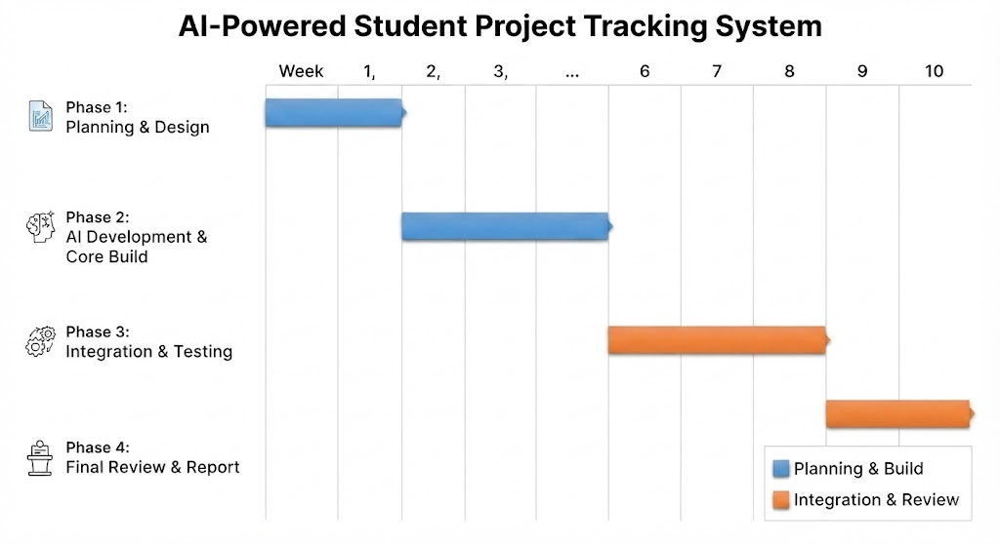 AI-Powered Student Project Tracking System
Week 1, 2, 3, ... 6 7 8 9 10
Phase 1:
Planning & Design
Phase 2:
AI Development &
Core Build
Phase 3:
Integration & Testing
Phase 4:
Final Review & Report
Planning & Build
Integration & Review